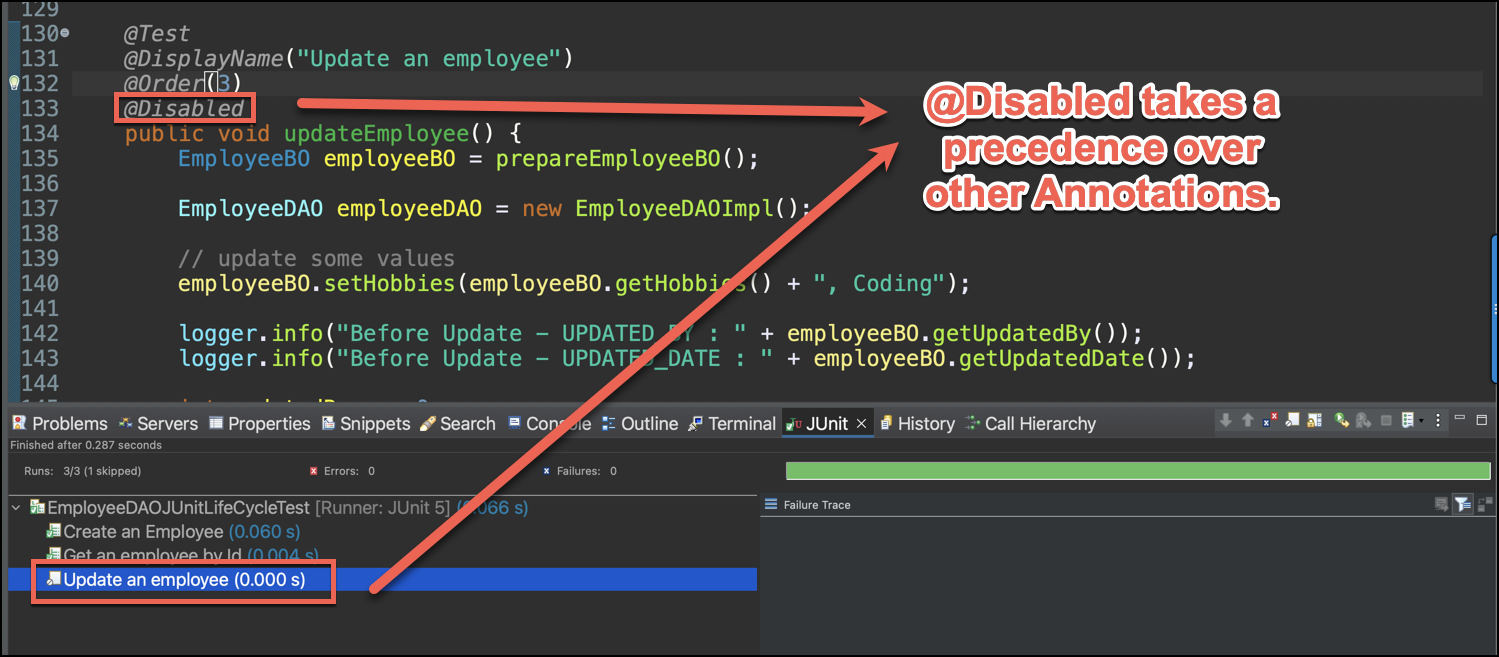 129
130 @Test
131 @DisplayName("Update an employee")
132 @Order(3)
133 @Disabled
134 public void updateEmployee() {
135 EmployeeBO employeeBO = prepareEmployeeBO();
136
137 EmployeeDAO employeeDAO = new EmployeeDAOImpl();
138
139 // update some values
140 employeeBO.setHobbies(employeeBO.getHobbies() + ", Coding");
141
142 logger.info("Before Update - UPDATED_BY : " + employeeBO.getUpdatedBy());
143 logger.info("Before Update - UPDATED_DATE : " + employeeBO.getUpdatedDate());
144
@Disabled takes a
precedence over
other Annotations.
Problems Servers Properties Snippets Search Console Outline Terminal JUnit History Call Hierarchy
Finished after 0.287 seconds
Runs: 3/3 (1 skipped) Errors: 0 Failures: 0
EmployeeDAOJUnitLifeCycleTest [Runner: JUnit 5] (0.066 s)
Create an Employee (0.060 s)
Get an employee by Id (0.004 s)
Update an employee (0.000 s)
Failure Trace